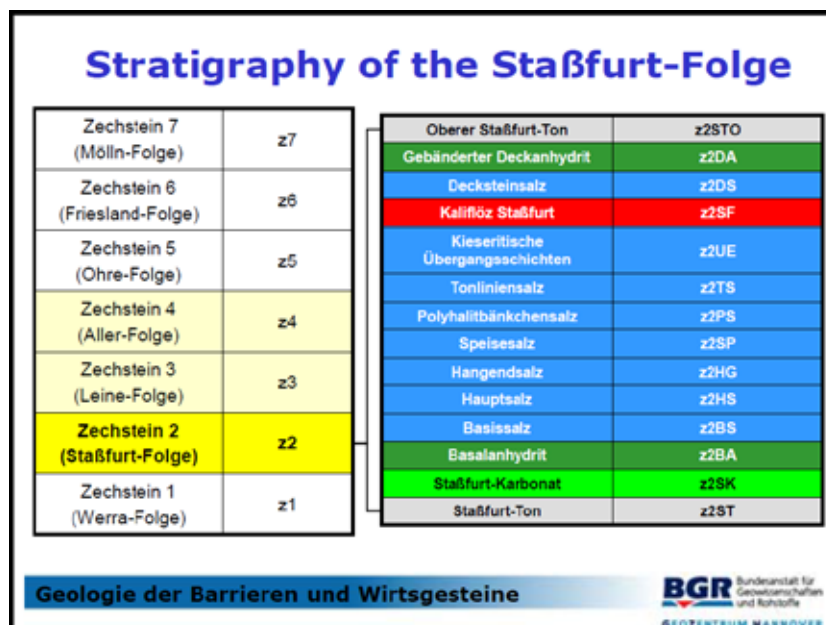 Stratigraphy of the Staßfurt-Folge
Zechstein 7
(Mölln-Folge)
z7
Zechstein 6
(Friesland-Folge)
z6
Zechstein 5
(Ohre-Folge)
z5
Zechstein 4
(Aller-Folge)
z4
Zechstein 3
(Leine-Folge)
z3
Zechstein 2
(Staßfurt-Folge)
z2
Zechstein 1
(Werra-Folge)
z1
Oberer Staßfurt-Ton z2STO
Gebänderter Deckanhydrit z2DA
Decksteinsalz z2DS
Kaliflöz Staßfurt z2SF
Kieseritische
Übergangsschichten
z2UE
Tonliniensalz z2TS
Polyhalitbänkchensalz z2PS
Speisesalz z2SP
Hangendsalz z2HG
Hauptsalz z2HS
Basissalz z2BS
Basalanhydrit z2BA
Staßfurt-Karbonat z2SK
Staßfurt-Ton z2ST
Geologie der Barrieren und Wirtsgesteine
BGR
Bundesanstalt für
Geowissenschaften
und Rohstoffe
GEOZENTRUM HANNOVER